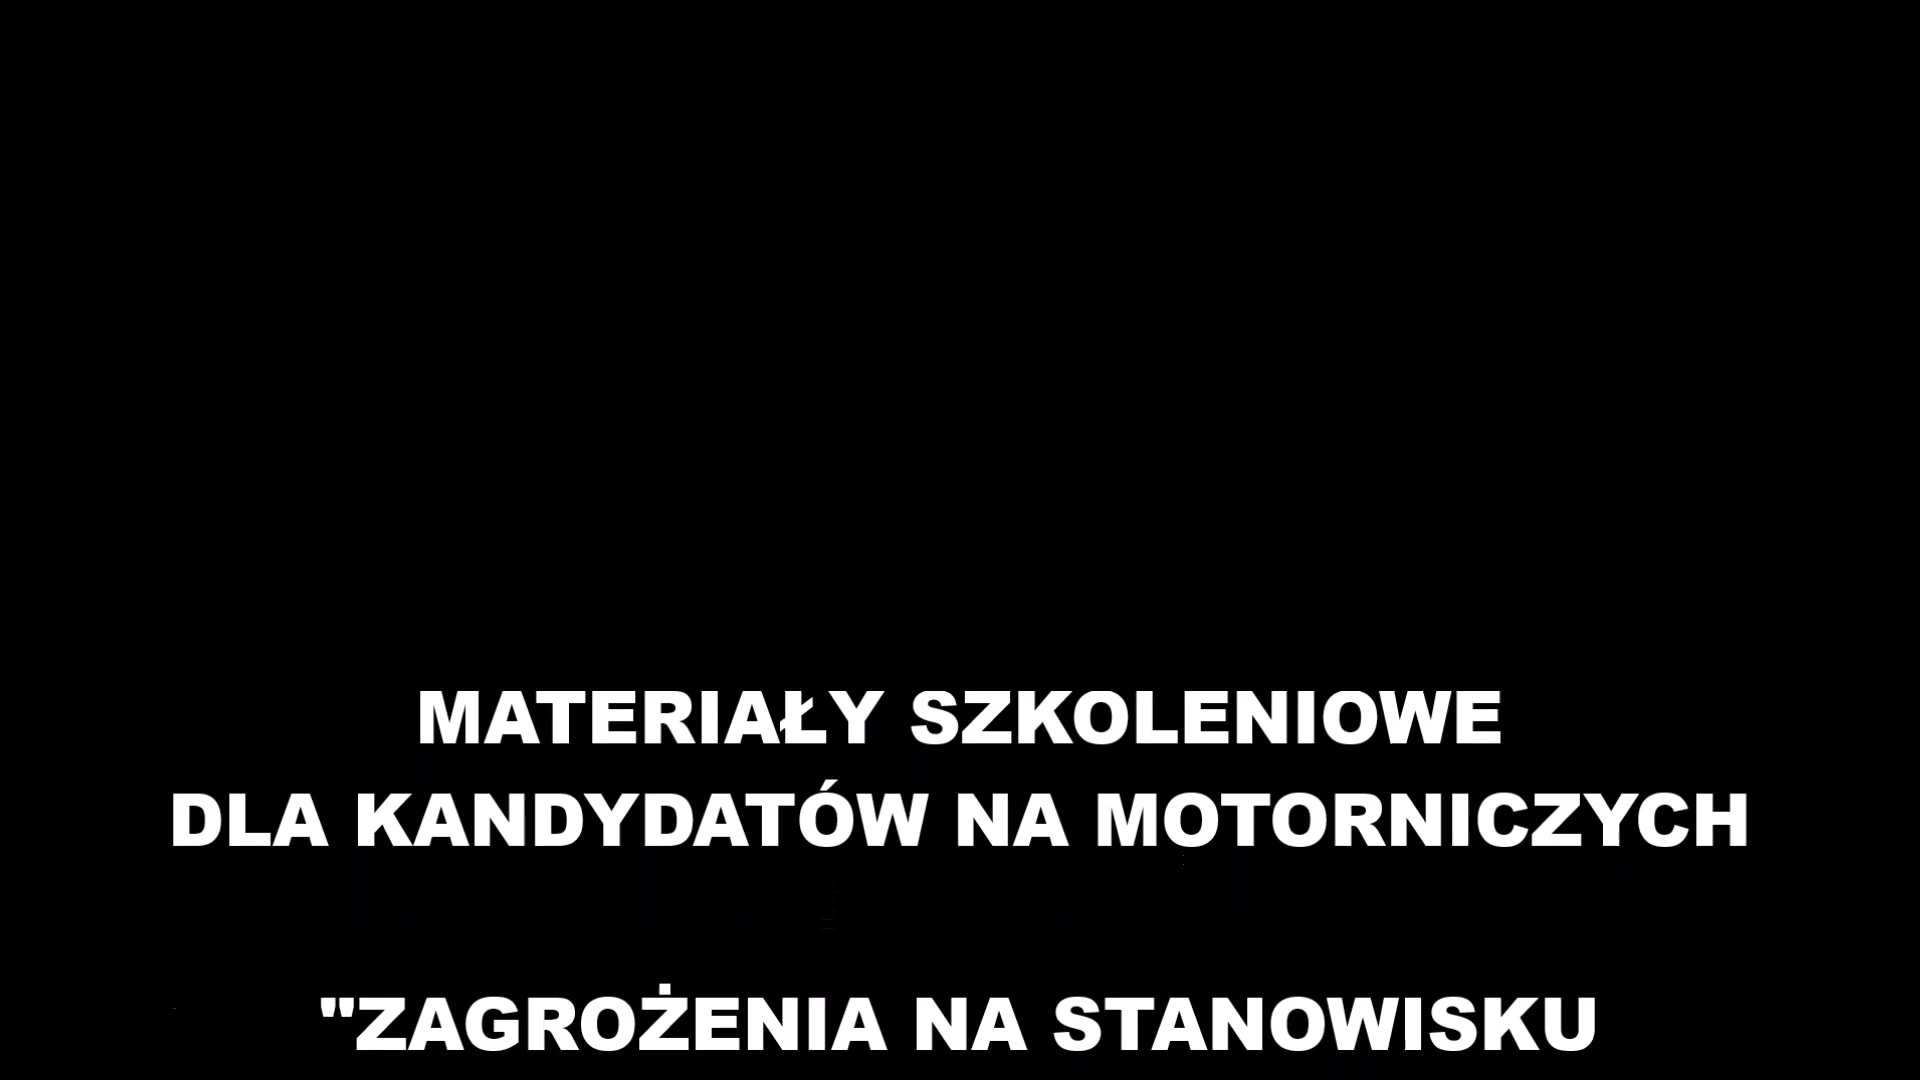 MATERIAŁY SZKOLENIOWE
DLA KANDYDATÓW NA MOTORNICZYCH
"ZAGROŻENIA NA STANOWISKU